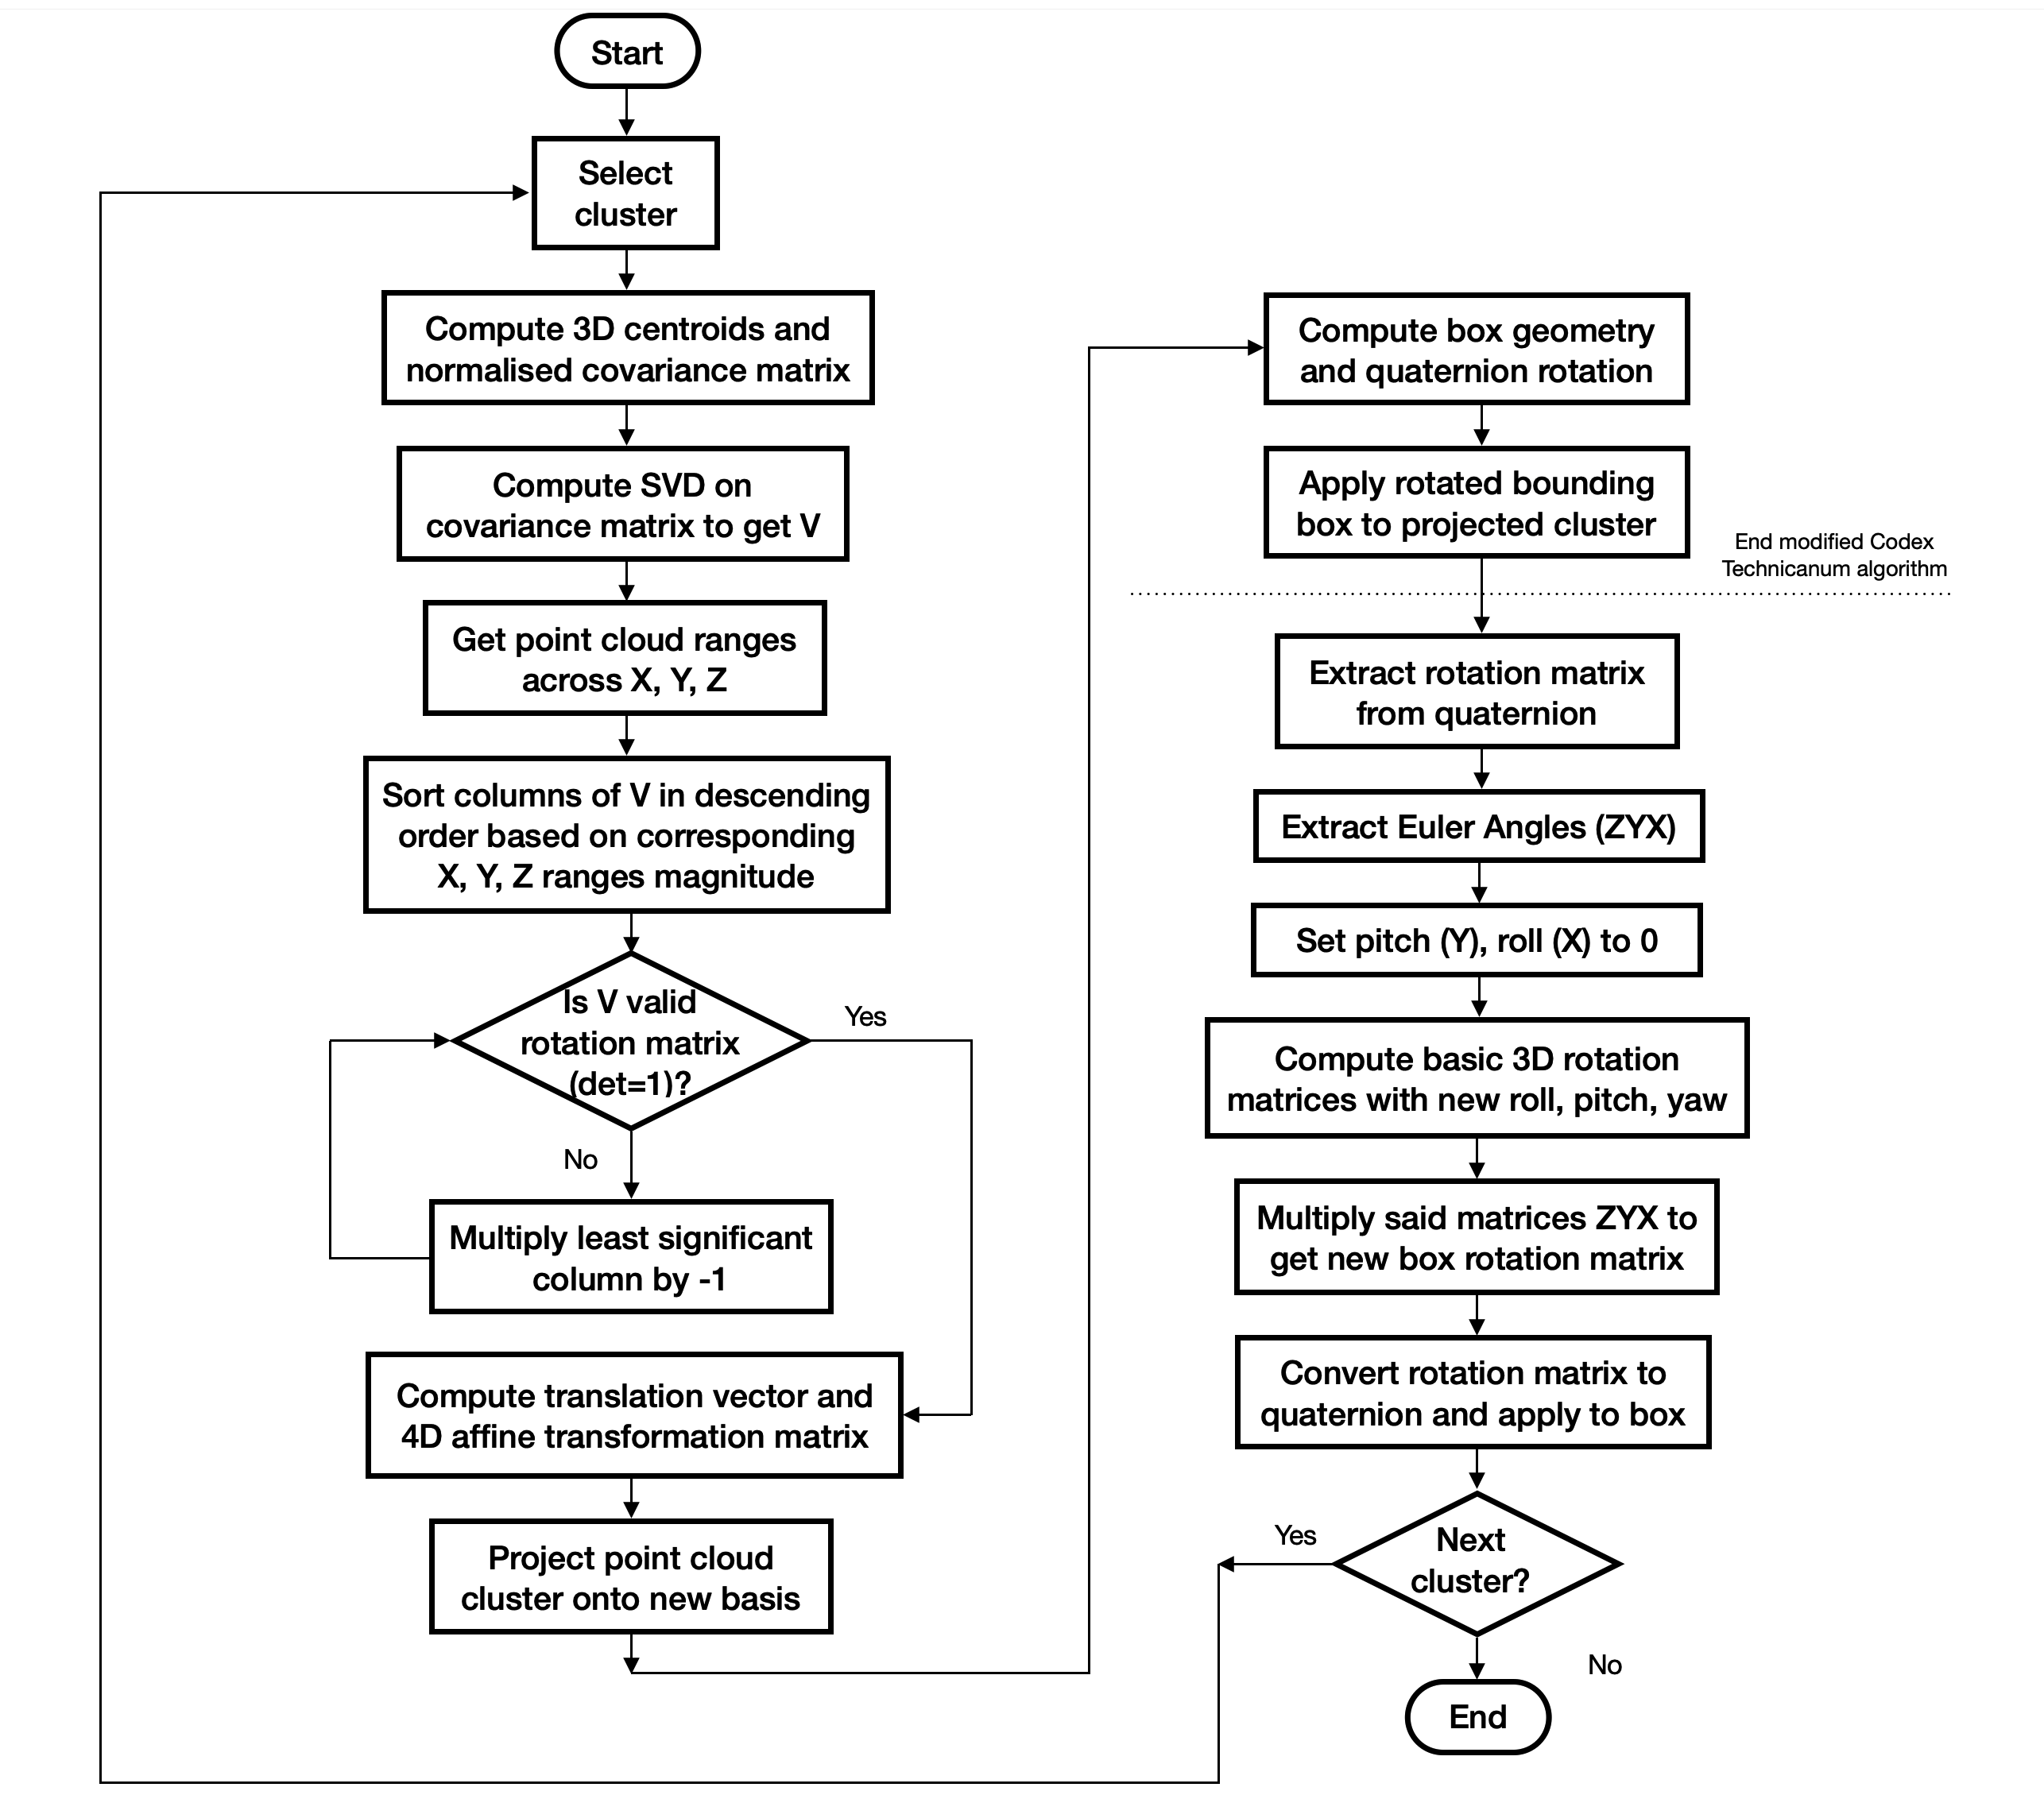 Start
Select
cluster
Compute 3D centroids and
normalised covariance matrix
Compute SVD on
covariance matrix to get V
Get point cloud ranges
across X, Y, Z
Sort columns of V in descending
order based on corresponding
X, Y, Z ranges magnitude
Is V valid
rotation matrix
(det=1)?
Yes
No
Multiply least significant
column by -1
Compute translation vector and
4D affine transformation matrix
Project point cloud
cluster onto new basis
Compute box geometry
and quaternion rotation
Apply rotated bounding
box to projected cluster
End modified Codex
Technicanum algorithm
Extract rotation matrix
from quaternion
Extract Euler Angles (ZYX)
Set pitch (Y), roll (X) to 0
Compute basic 3D rotation
matrices with new roll, pitch, yaw
Multiply said matrices ZYX to
get new box rotation matrix
Convert rotation matrix to
quaternion and apply to box
Next
cluster?
Yes
No
End